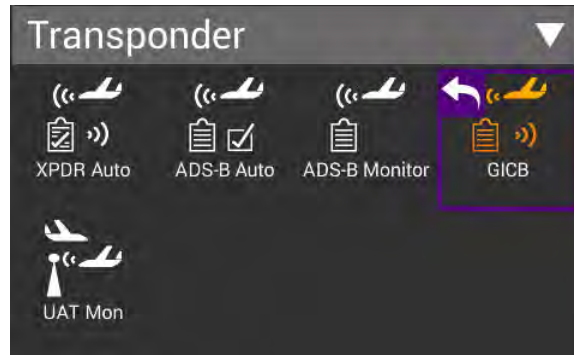 Transponder
XPDR Auto
ADS-B Auto
ADS-B Monitor
GICB
UAT Mon